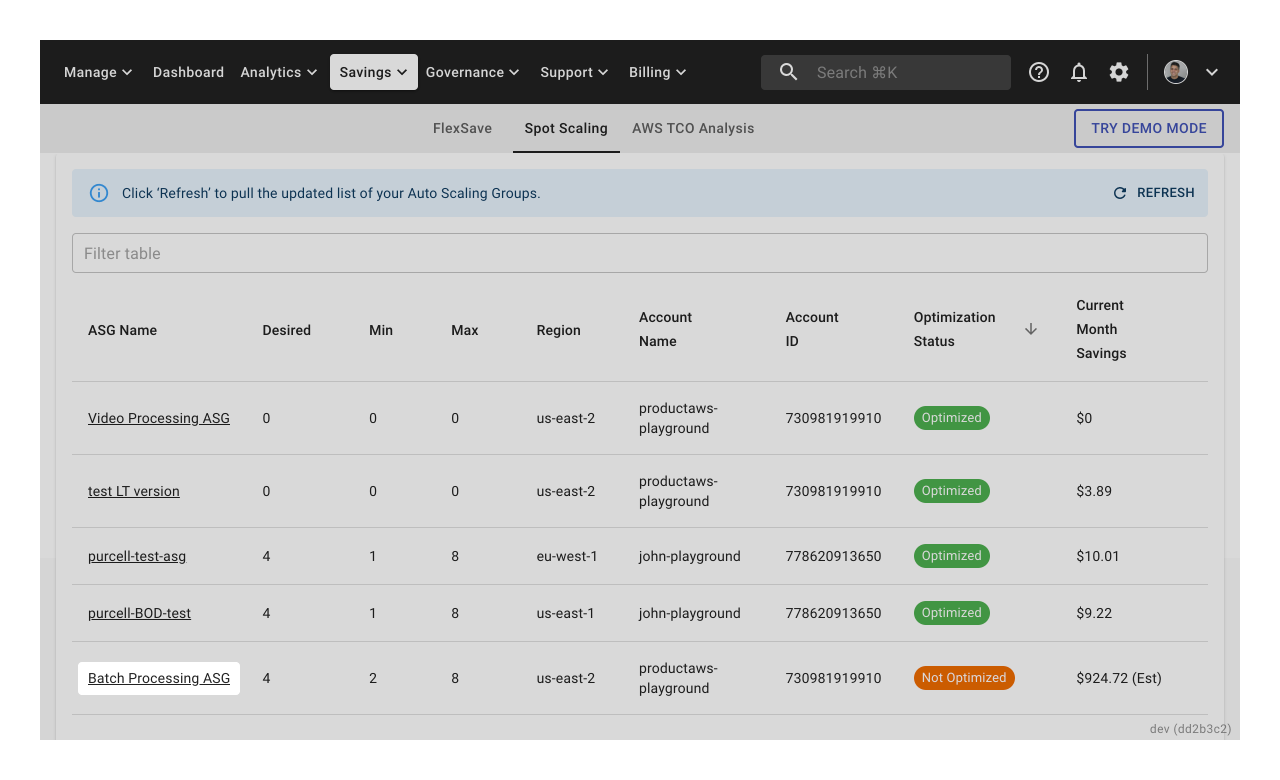 Manage Dashboard Analytics Savings Governance Support Billing Search ⌘K
FlexSave Spot Scaling AWS TCO Analysis TRY DEMO MODE
Click ‘Refresh’ to pull the updated list of your Auto Scaling Groups. REFRESH
Filter table
ASG Name Desired Min Max Region Account Name Account ID Optimization Status Current Month Savings
Video Processing ASG 0 0 0 us-east-2 productaws-playground 730981919910 Optimized $0
test LT version 0 0 0 us-east-2 productaws-playground 730981919910 Optimized $3.89
purcell-test-asg 4 1 8 eu-west-1 john-playground 778620913650 Optimized $10.01
purcell-BOD-test 4 1 8 us-east-1 john-playground 778620913650 Optimized $9.22
Batch Processing ASG 4 2 8 us-east-2 productaws-playground 730981919910 Not Optimized $924.72 (Est)
dev (dd2b3c2)